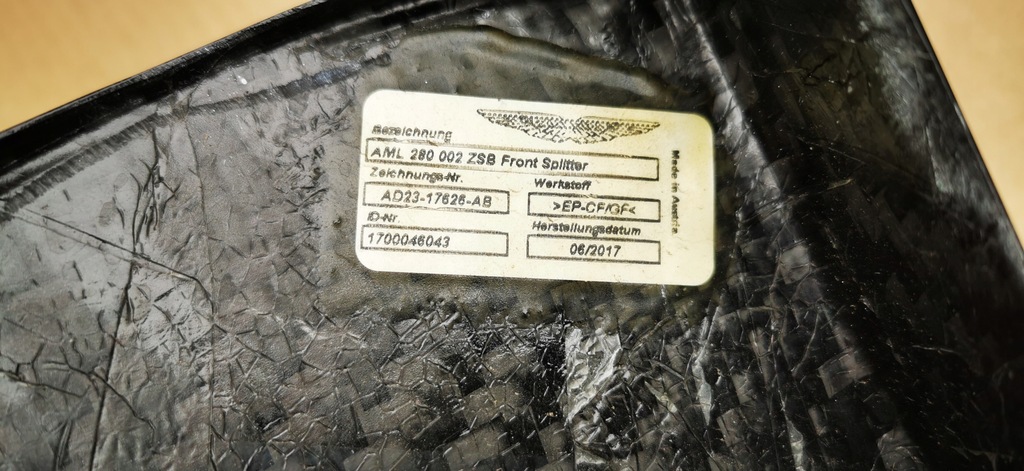 Bezeichnung
AML 280 002 ZSB Front Splitter
Zeichnungs-Nr.
Werkstoff
AD23-17626-AB
>EP-CF/GF<
ID-Nr.
Herstellungsdatum
1700046043
06/2017
Made in Austria